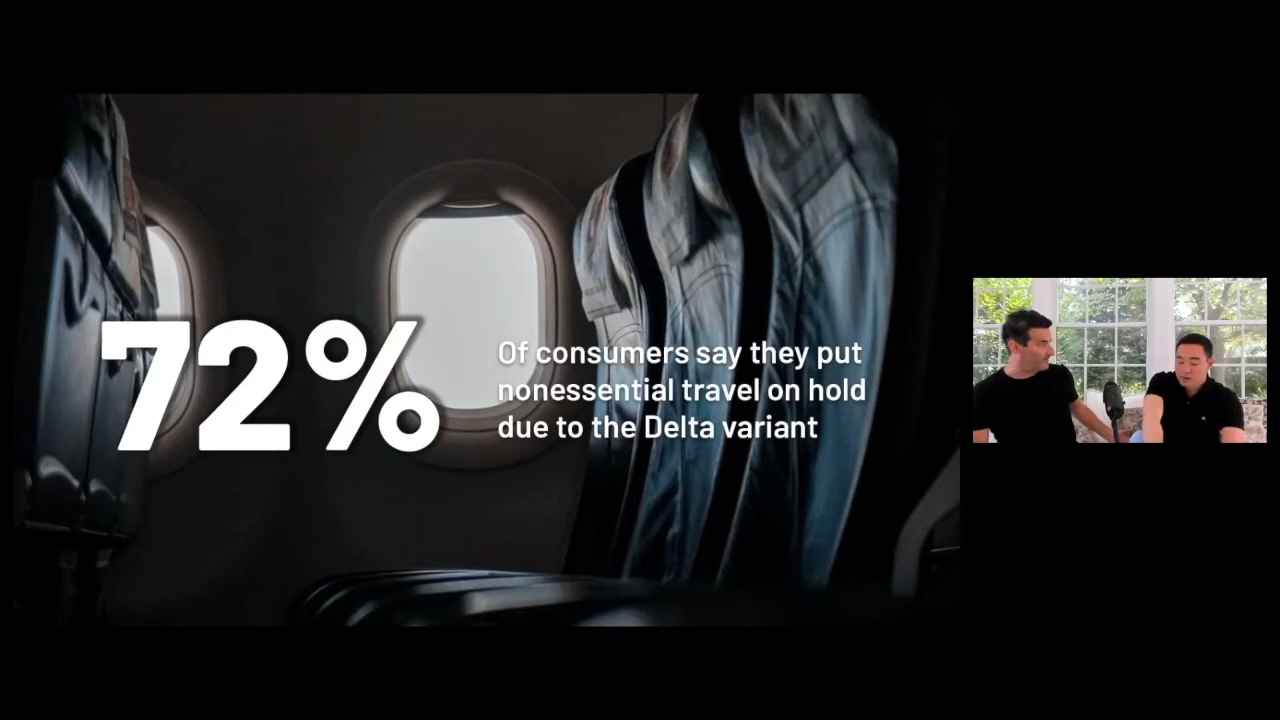 72%
Of consumers say they put
nonessential travel on hold
due to the Delta variant